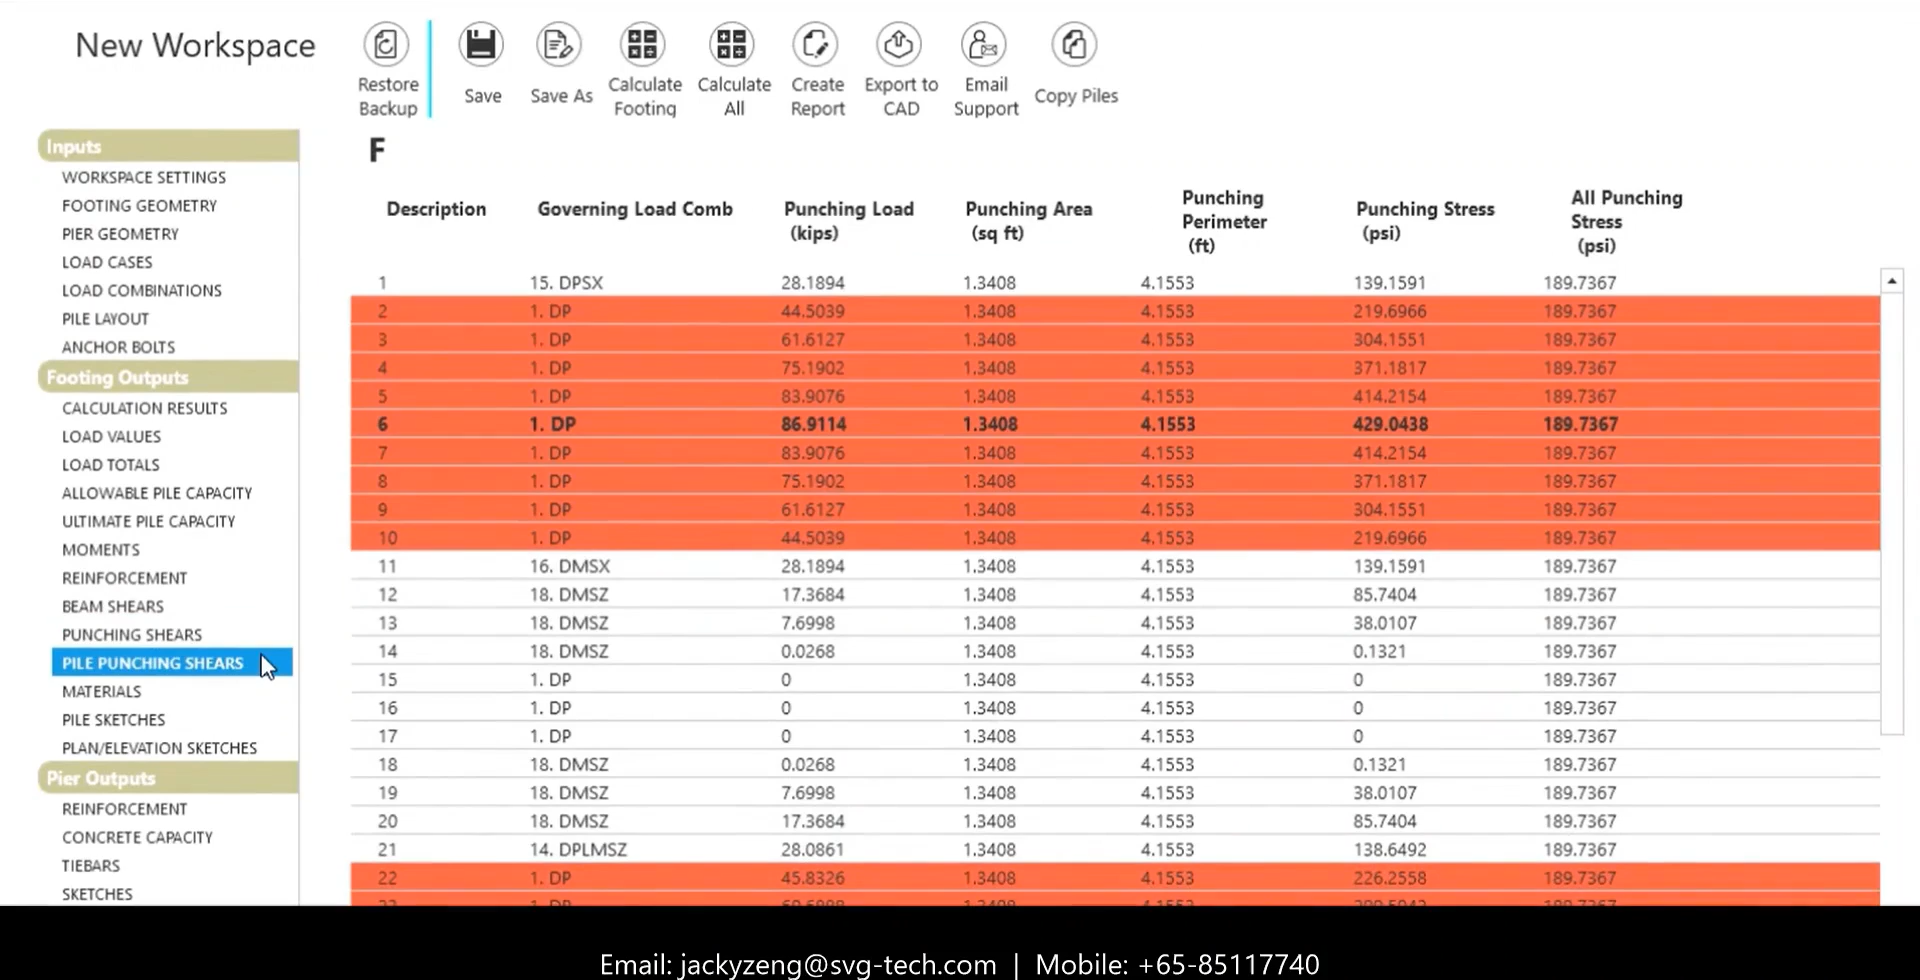 New Workspace
Restore Backup
Save
Save As
Calculate Footing
Calculate All
Create Report
Export to CAD
Email Support
Copy Piles
Inputs
WORKSPACE SETTINGS
FOOTING GEOMETRY
PIER GEOMETRY
LOAD CASES
LOAD COMBINATIONS
PILE LAYOUT
ANCHOR BOLTS
Footing Outputs
CALCULATION RESULTS
LOAD VALUES
LOAD TOTALS
ALLOWABLE PILE CAPACITY
ULTIMATE PILE CAPACITY
MOMENTS
REINFORCEMENT
BEAM SHEARS
PUNCHING SHEARS
PILE PUNCHING SHEARS
MATERIALS
PILE SKETCHES
PLAN/ELEVATION SKETCHES
Pier Outputs
REINFORCEMENT
CONCRETE CAPACITY
TIEBARS
SKETCHES
F
Description Governing Load Comb Punching Load (kips) Punching Area (sq ft) Punching Perimeter (ft) Punching Stress (psi) All Punching Stress (psi)
1 15. DPSX 28.1894 1.3408 4.1553 139.1591 189.7367
2 1. DP 44.5039 1.3408 4.1553 219.6966 189.7367
3 1. DP 61.6127 1.3408 4.1553 304.1551 189.7367
4 1. DP 75.1902 1.3408 4.1553 371.1817 189.7367
5 1. DP 83.9076 1.3408 4.1553 414.2154 189.7367
6 1. DP 86.9114 1.3408 4.1553 429.0438 189.7367
7 1. DP 83.9076 1.3408 4.1553 414.2154 189.7367
8 1. DP 75.1902 1.3408 4.1553 371.1817 189.7367
9 1. DP 61.6127 1.3408 4.1553 304.1551 189.7367
10 1. DP 44.5039 1.3408 4.1553 219.6966 189.7367
11 16. DMSX 28.1894 1.3408 4.1553 139.1591 189.7367
12 18. DMSZ 17.3684 1.3408 4.1553 85.7404 189.7367
13 18. DMSZ 7.6998 1.3408 4.1553 38.0107 189.7367
14 18. DMSZ 0.0268 1.3408 4.1553 0.1321 189.7367
15 1. DP 0 1.3408 4.1553 0 189.7367
16 1. DP 0 1.3408 4.1553 0 189.7367
17 1. DP 0 1.3408 4.1553 0 189.7367
18 18. DMSZ 0.0268 1.3408 4.1553 0.1321 189.7367
19 18. DMSZ 7.6998 1.3408 4.1553 38.0107 189.7367
20 18. DMSZ 17.3684 1.3408 4.1553 85.7404 189.7367
21 14. DPLMSZ 28.0861 1.3408 4.1553 138.6492 189.7367
22 1. DP 45.8326 1.3408 4.1553 226.2558 189.7367
Email: jackyzeng@svg-tech.com | Mobile: +65-85117740